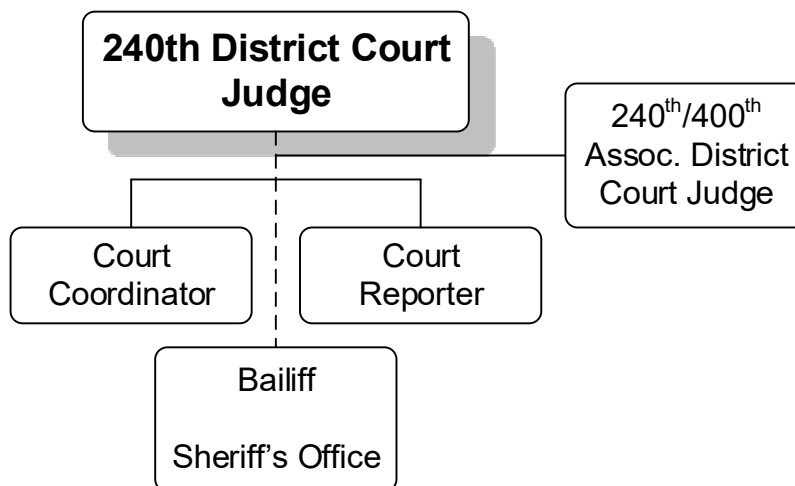 240th District Court
Judge
240th/400th
Assoc. District
Court Judge
Court
Coordinator
Court
Reporter
Bailiff
Sheriff’s Office